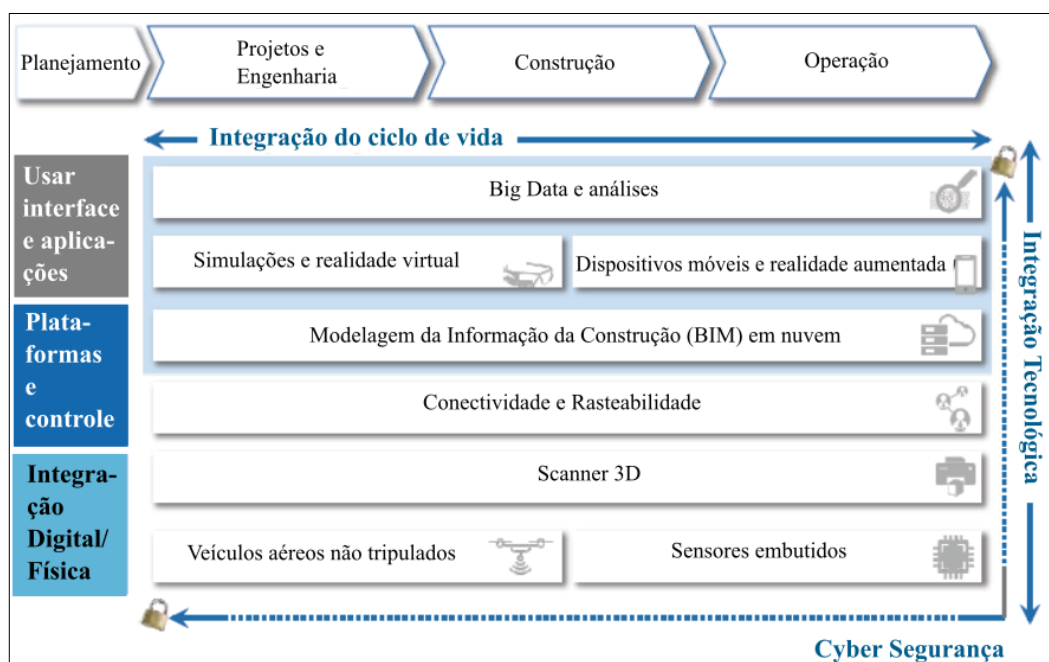 Planejamento
Projetos e
Engenharia
Construção
Operação
Integração do ciclo de vida
Usar
interface
e aplica-
ções
Big Data e análises
Simulações e realidade virtual
Dispositivos móveis e realidade aumentada
Plata-
formas
e
controle
Modelagem da Informação da Construção (BIM) em nuvem
Conectividade e Rasteabilidade
Integra-
ção
Digital/
Física
Scanner 3D
Veículos aéreos não tripulados
Sensores embutidos
Integração Tecnológica
Cyber Segurança